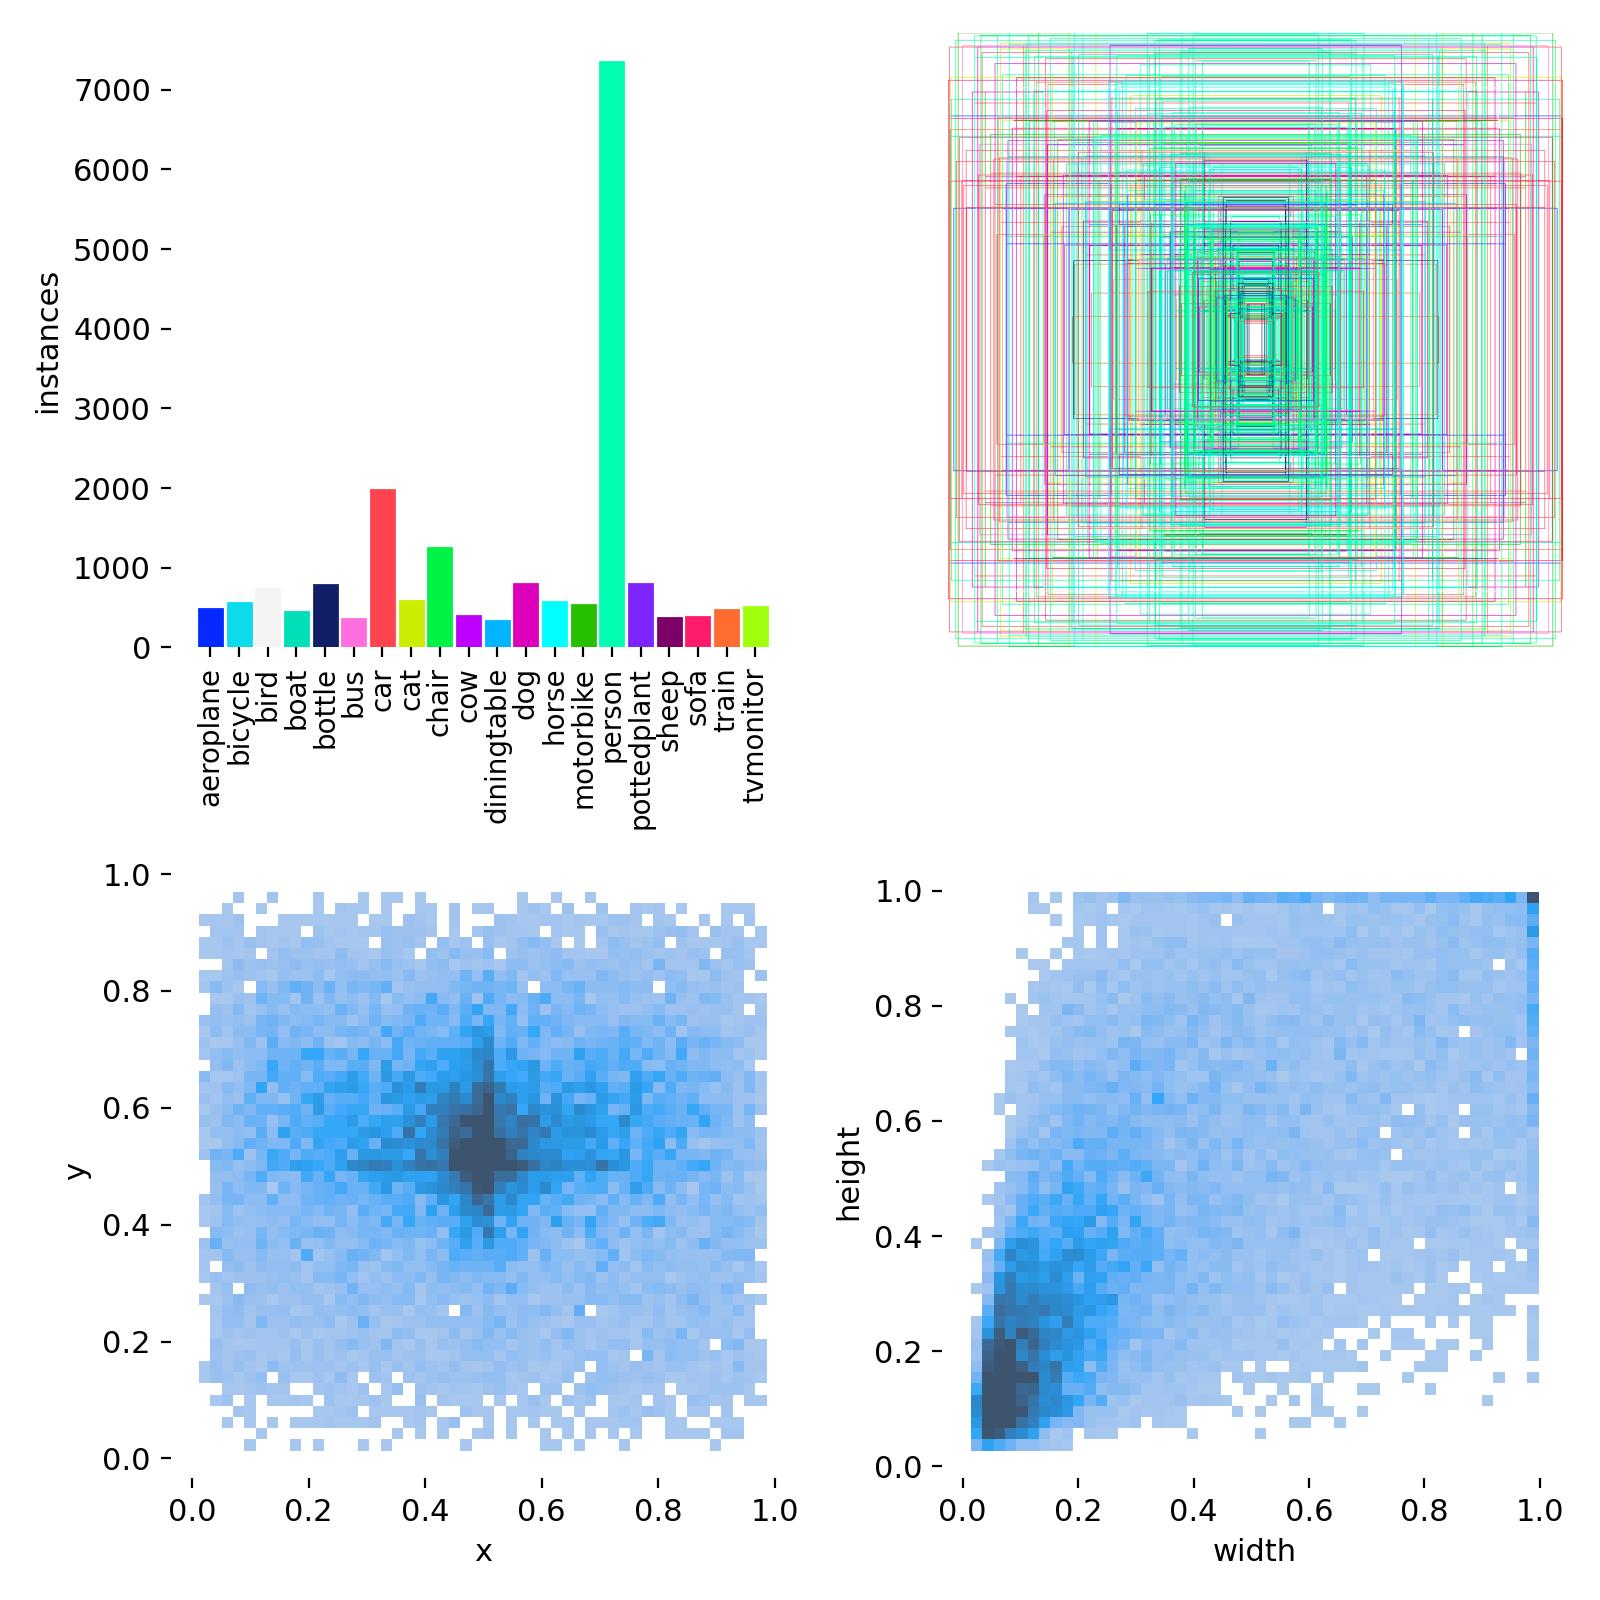 instances
7000
6000
5000
4000
3000
2000
1000
0
aeroplane
bicycle
bird
boat
bottle
bus
car
cat
chair
cow
diningtable
dog
horse
motorbike
person
pottedplant
sheep
sofa
train
tvmonitor
y
1.0
0.8
0.6
0.4
0.2
0.0
0.0 0.2 0.4 0.6 0.8 1.0
x
height
1.0
0.8
0.6
0.4
0.2
0.0
0.0 0.2 0.4 0.6 0.8 1.0
width